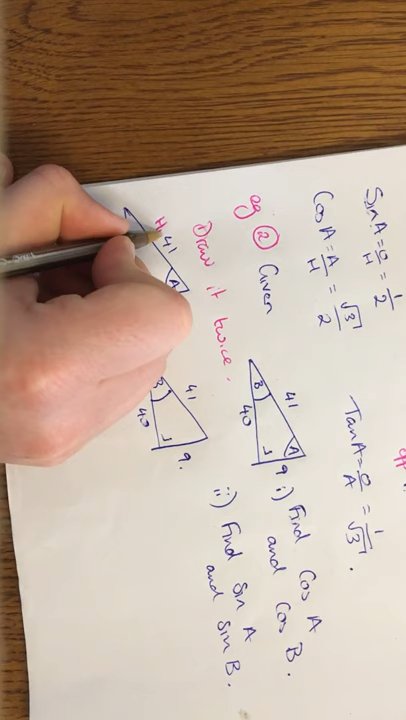 Sin A = O/H = 1/2
Cos A = A/H = √3/2
Tan A = O/A = 1/√3.
eg ② Given
41
B
A
40
9
i) Find Cos A
and Cos B.
ii) Find Sin A
and Sin B.
Draw it twice.
H
41
A
41
B
40
9.